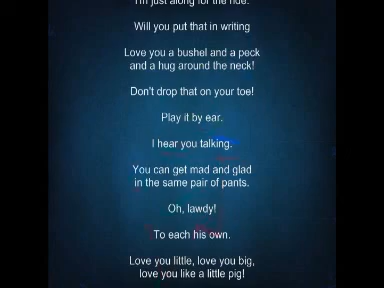 I'm just along for the ride.
Will you put that in writing
Love you a bushel and a peck
and a hug around the neck!
Don't drop that on your toe!
Play it by ear.
I hear you talking.
You can get mad and glad
in the same pair of pants.
Oh, lawdy!
To each his own.
Love you little, love you big,
love you like a little pig!